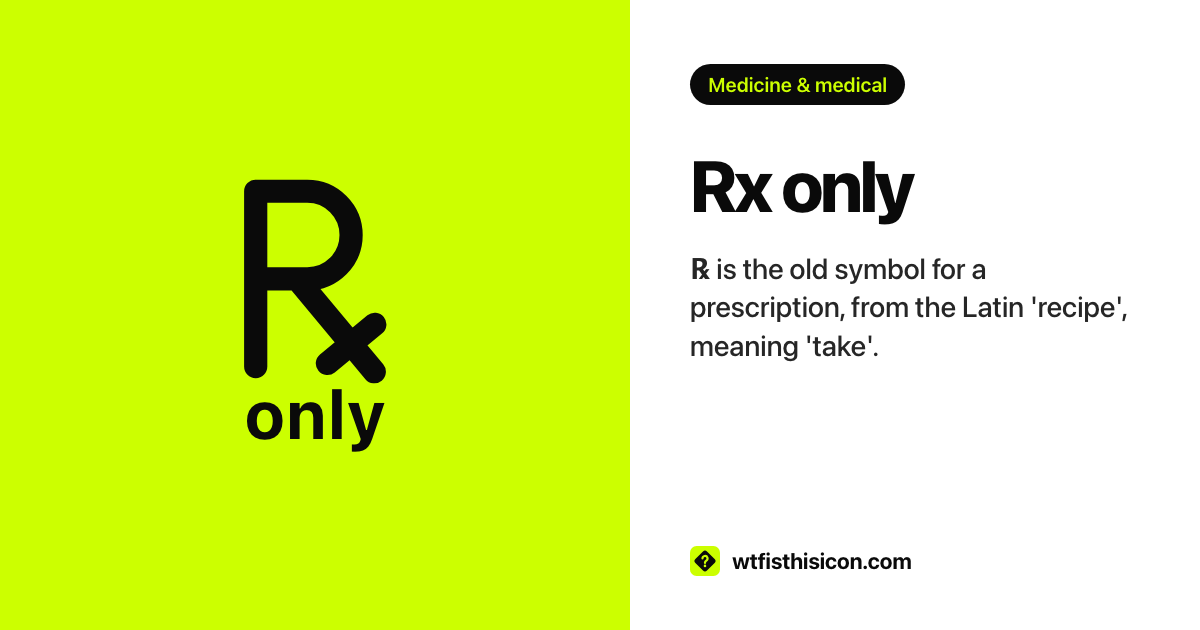 ℞
only
Medicine & medical
Rx only
℞ is the old symbol for a
prescription, from the Latin 'recipe',
meaning 'take'.
wtfisthisicon.com